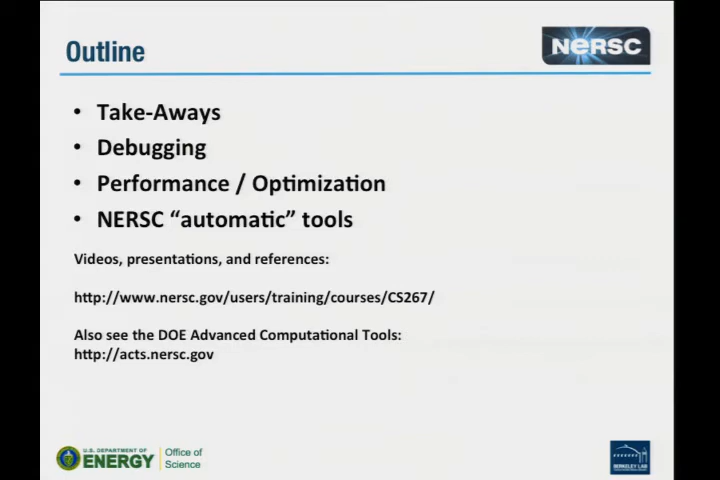 Outline
NERSC
• Take-Aways
• Debugging
• Performance / Optimization
• NERSC “automatic” tools
Videos, presentations, and references:
http://www.nersc.gov/users/training/courses/CS267/
Also see the DOE Advanced Computational Tools:
http://acts.nersc.gov
U.S. DEPARTMENT OF
ENERGY
Office of
Science
BERKELEY LAB